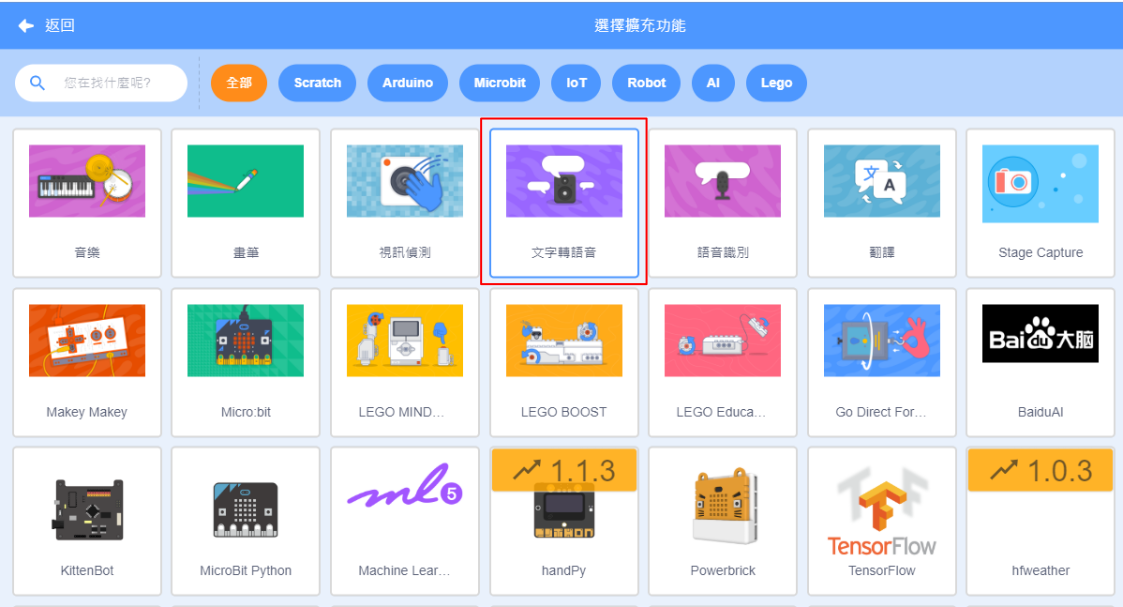 返回
選擇擴充功能
您在找什麼呢?
全部
Scratch
Arduino
Microbit
IoT
Robot
AI
Lego
文
A
音樂
畫筆
視訊偵測
文字轉語音
語音識別
翻譯
Stage Capture
Bai du 大脑
Makey Makey
Micro:bit
LEGO MIND...
LEGO BOOST
LEGO Educa...
Go Direct For...
BaiduAI
ml5
1.1.3
TensorFlow
1.0.3
KittenBot
MicroBit Python
Machine Lear...
handPy
Powerbrick
TensorFlow
hfweather